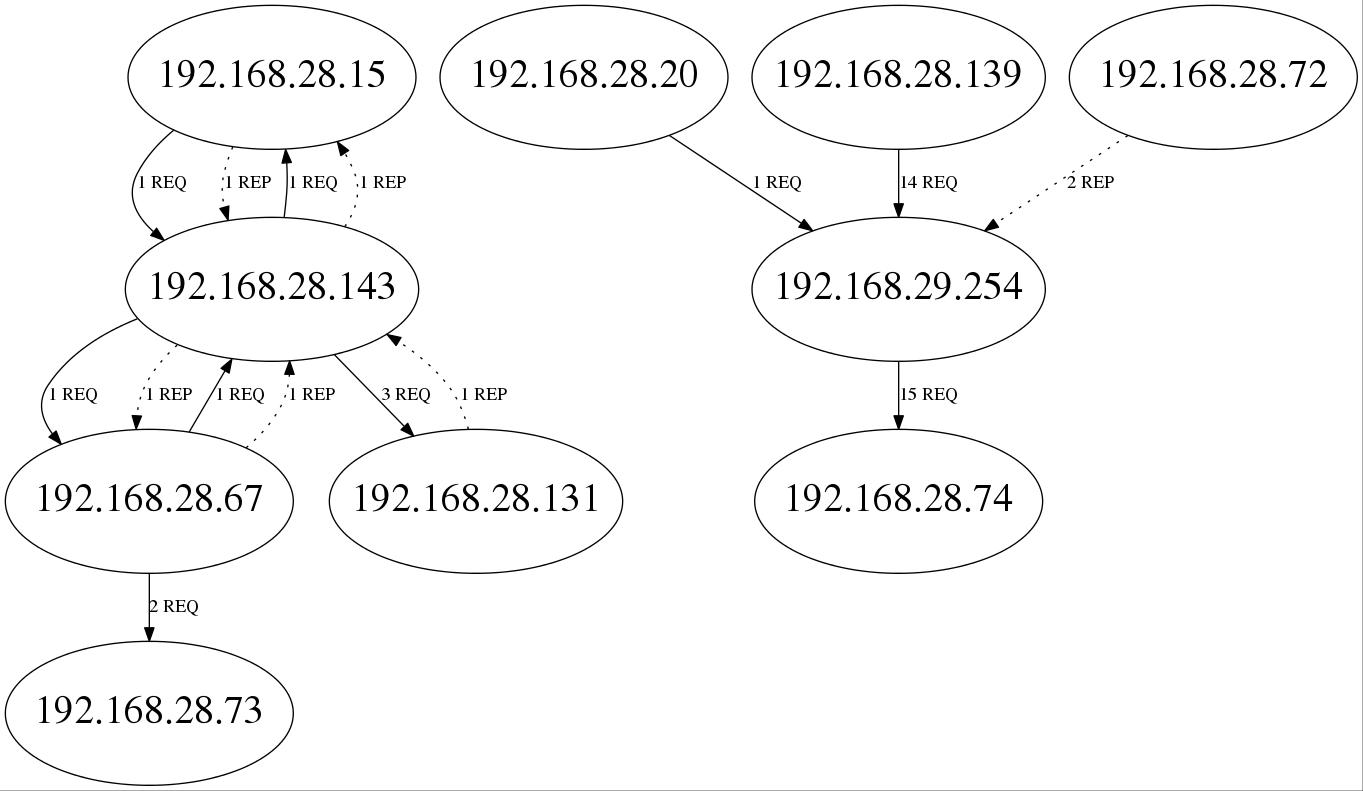 192.168.28.15
192.168.28.20
192.168.28.139
192.168.28.72
1 REQ
1 REP
1 REQ
1 REP
1 REQ
14 REQ
2 REP
192.168.28.143
192.168.29.254
1 REQ
1 REP
1 REQ
1 REP
3 REQ
1 REP
15 REQ
192.168.28.67
192.168.28.131
192.168.28.74
2 REQ
192.168.28.73